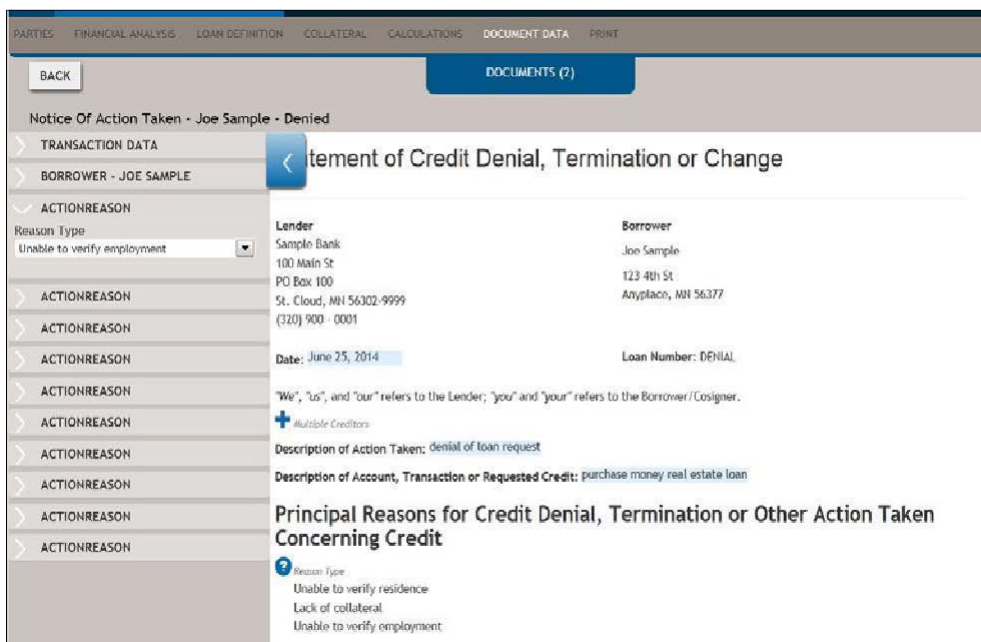 PARTIES FINANCIAL ANALYSIS LOAN DEFINITION COLLATERAL CALCULATIONS DOCUMENT DATA PRINT
BACK
DOCUMENTS (2)
Notice Of Action Taken - Joe Sample - Denied
TRANSACTION DATA
BORROWER - JOE SAMPLE
ACTIONREASON
Reason Type
Unable to verify employment
ACTIONREASON
ACTIONREASON
ACTIONREASON
ACTIONREASON
ACTIONREASON
ACTIONREASON
ACTIONREASON
ACTIONREASON
ACTIONREASON
tement of Credit Denial, Termination or Change
Lender
Sample Bank
100 Main St
PO Box 100
St. Cloud, MN 56302-9999
(320) 900 - 0001
Borrower
Joe Sample
123 4th St
Anyplace, MN 56377
Date: June 25, 2014
Loan Number: DENIAL
"We", "us", and "our" refers to the Lender; "you" and "your" refers to the Borrower/Cosigner.
Multiple Creditors
Description of Action Taken: denial of loan request
Description of Account, Transaction or Requested Credit: purchase money real estate loan
Principal Reasons for Credit Denial, Termination or Other Action Taken
Concerning Credit
Reason Type
Unable to verify residence
Lack of collateral
Unable to verify employment